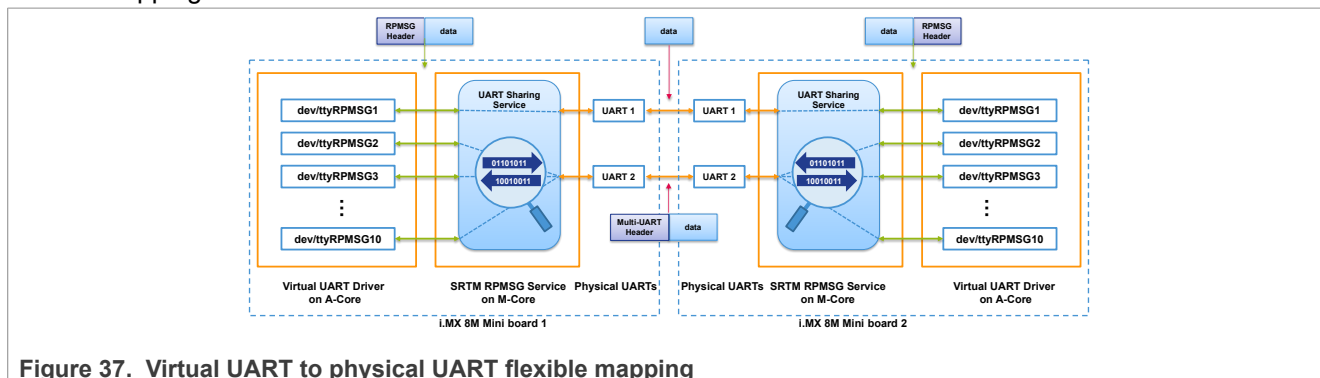 RPMSG
Header
data
data
data
RPMSG
Header
UART Sharing
Service
UART Sharing
Service
dev/ttyRPMSG1
UART 1
UART 1
dev/ttyRPMSG1
dev/ttyRPMSG2
dev/ttyRPMSG2
01101011
01101011
dev/ttyRPMSG3
10010011
UART 2
UART 2
10010011
dev/ttyRPMSG3
Multi-UART
Header
data
dev/ttyRPMSG10
dev/ttyRPMSG10
Virtual UART Driver
on A-Core
SRTM RPMSG Service
on M-Core
Physical UARTs
Physical UARTs
SRTM RPMSG Service
on M-Core
Virtual UART Driver
on A-Core
i.MX 8M Mini board 1
i.MX 8M Mini board 2
Figure 37. Virtual UART to physical UART flexible mapping